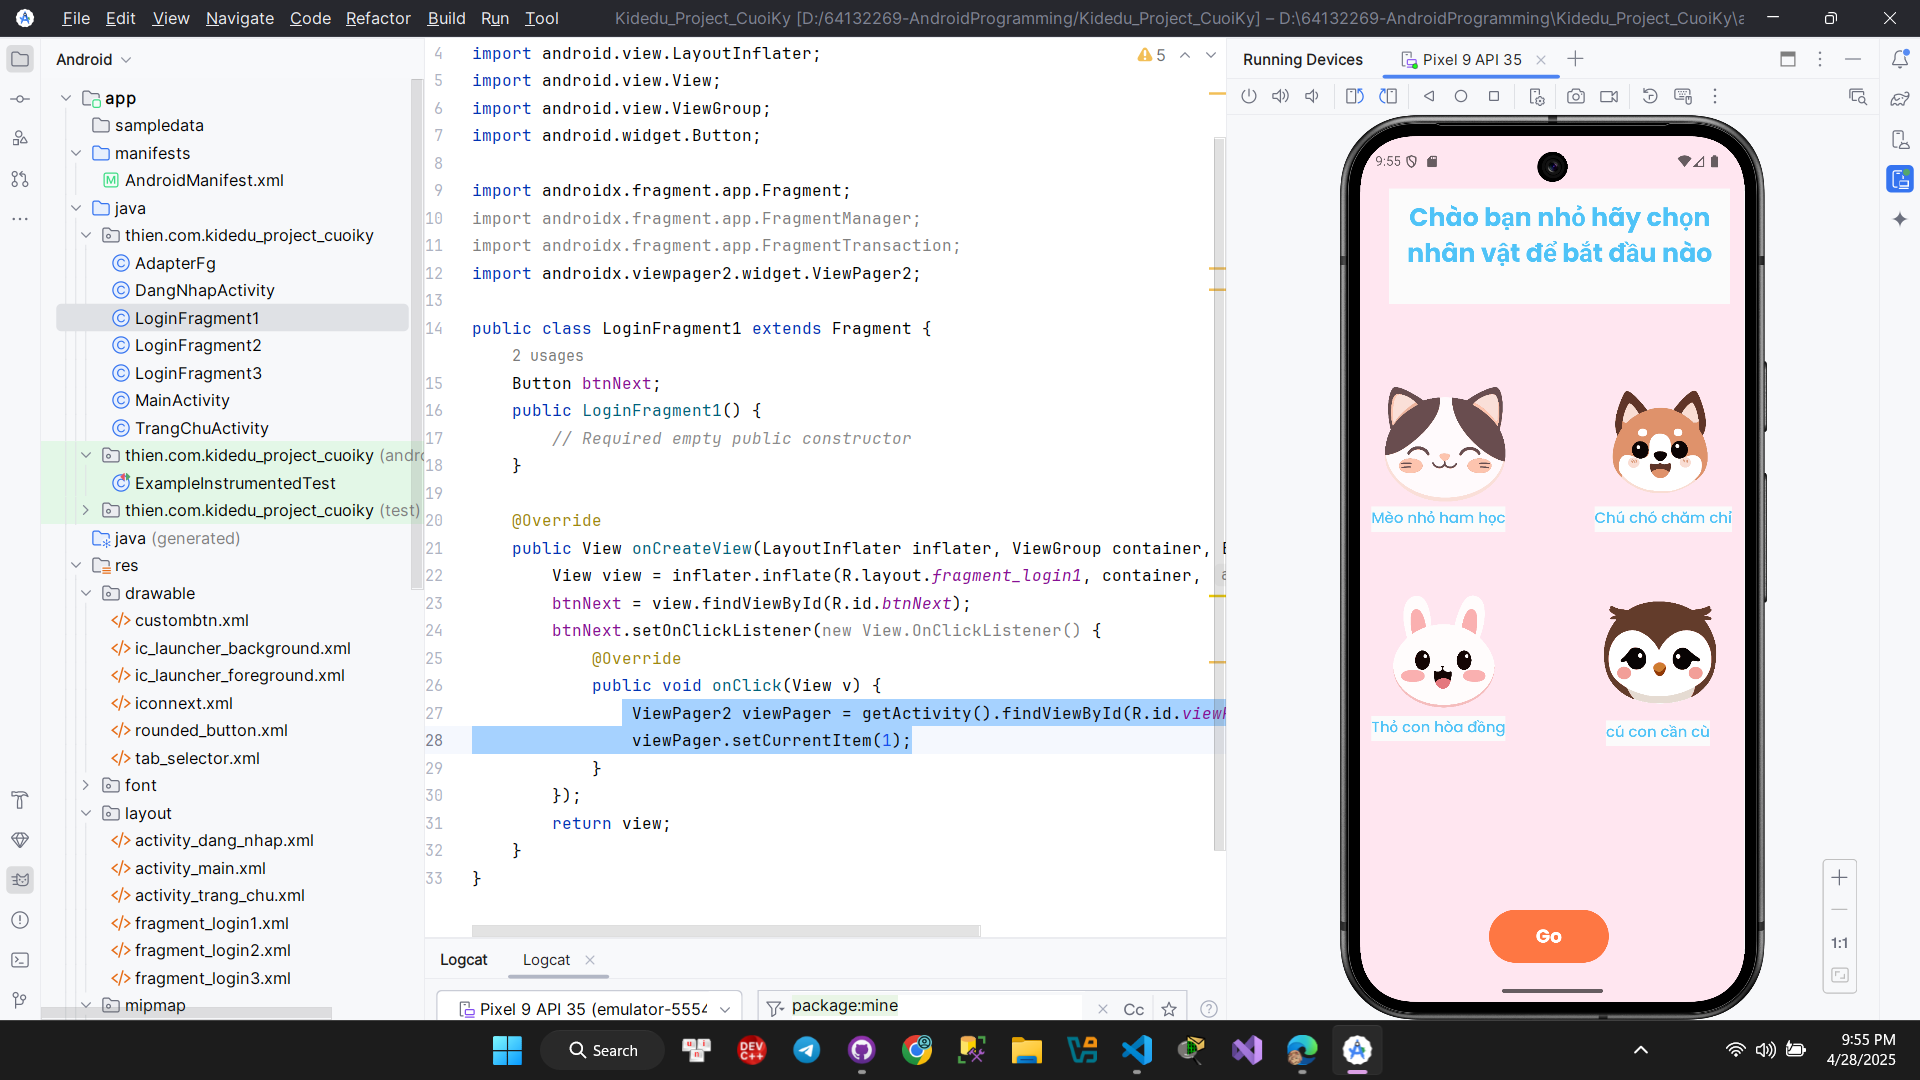 File Edit View Navigate Code Refactor Build Run Tool
Kidedu_Project_CuoiKy [D:/64132269-AndroidProgramming/Kidedu_Project_CuoiKy] – D:\64132269-AndroidProgramming\Kidedu_Project_CuoiKy\a
Android
app
sampledata
manifests
M AndroidManifest.xml
java
thien.com.kidedu_project_cuoiky
AdapterFg
DangNhapActivity
LoginFragment1
LoginFragment2
LoginFragment3
MainActivity
TrangChuActivity
thien.com.kidedu_project_cuoiky (andro
ExampleInstrumentedTest
thien.com.kidedu_project_cuoiky (test)
java (generated)
res
drawable
custombtn.xml
ic_launcher_background.xml
ic_launcher_foreground.xml
iconnext.xml
rounded_button.xml
tab_selector.xml
font
layout
activity_dang_nhap.xml
activity_main.xml
activity_trang_chu.xml
fragment_login1.xml
fragment_login2.xml
fragment_login3.xml
mipmap
5
4 import android.view.LayoutInflater;
5 import android.view.View;
6 import android.view.ViewGroup;
7 import android.widget.Button;
8
9 import androidx.fragment.app.Fragment;
10 import androidx.fragment.app.FragmentManager;
11 import androidx.fragment.app.FragmentTransaction;
12 import androidx.viewpager2.widget.ViewPager2;
13
14 public class LoginFragment1 extends Fragment {
2 usages
15 Button btnNext;
16 public LoginFragment1() {
17 // Required empty public constructor
18 }
19
20 @Override
21 public View onCreateView(LayoutInflater inflater, ViewGroup container, B
22 View view = inflater.inflate(R.layout.fragment_login1, container, a
23 btnNext = view.findViewById(R.id.btnNext);
24 btnNext.setOnClickListener(new View.OnClickListener() {
25 @Override
26 public void onClick(View v) {
27 ViewPager2 viewPager = getActivity().findViewById(R.id.viewP
28 viewPager.setCurrentItem(1);
29 }
30 });
31 return view;
32 }
33 }
Logcat Logcat
Pixel 9 API 35 (emulator-5554
package:mine
Cc
Running Devices Pixel 9 API 35
9:55
Chào bạn nhỏ hãy chọn
nhân vật để bắt đầu nào
Mèo nhỏ ham học
Chú chó chăm chỉ
Thỏ con hòa đồng
cú con cần cù
Go
1:1
Search
DEV C++
9:55 PM
4/28/2025